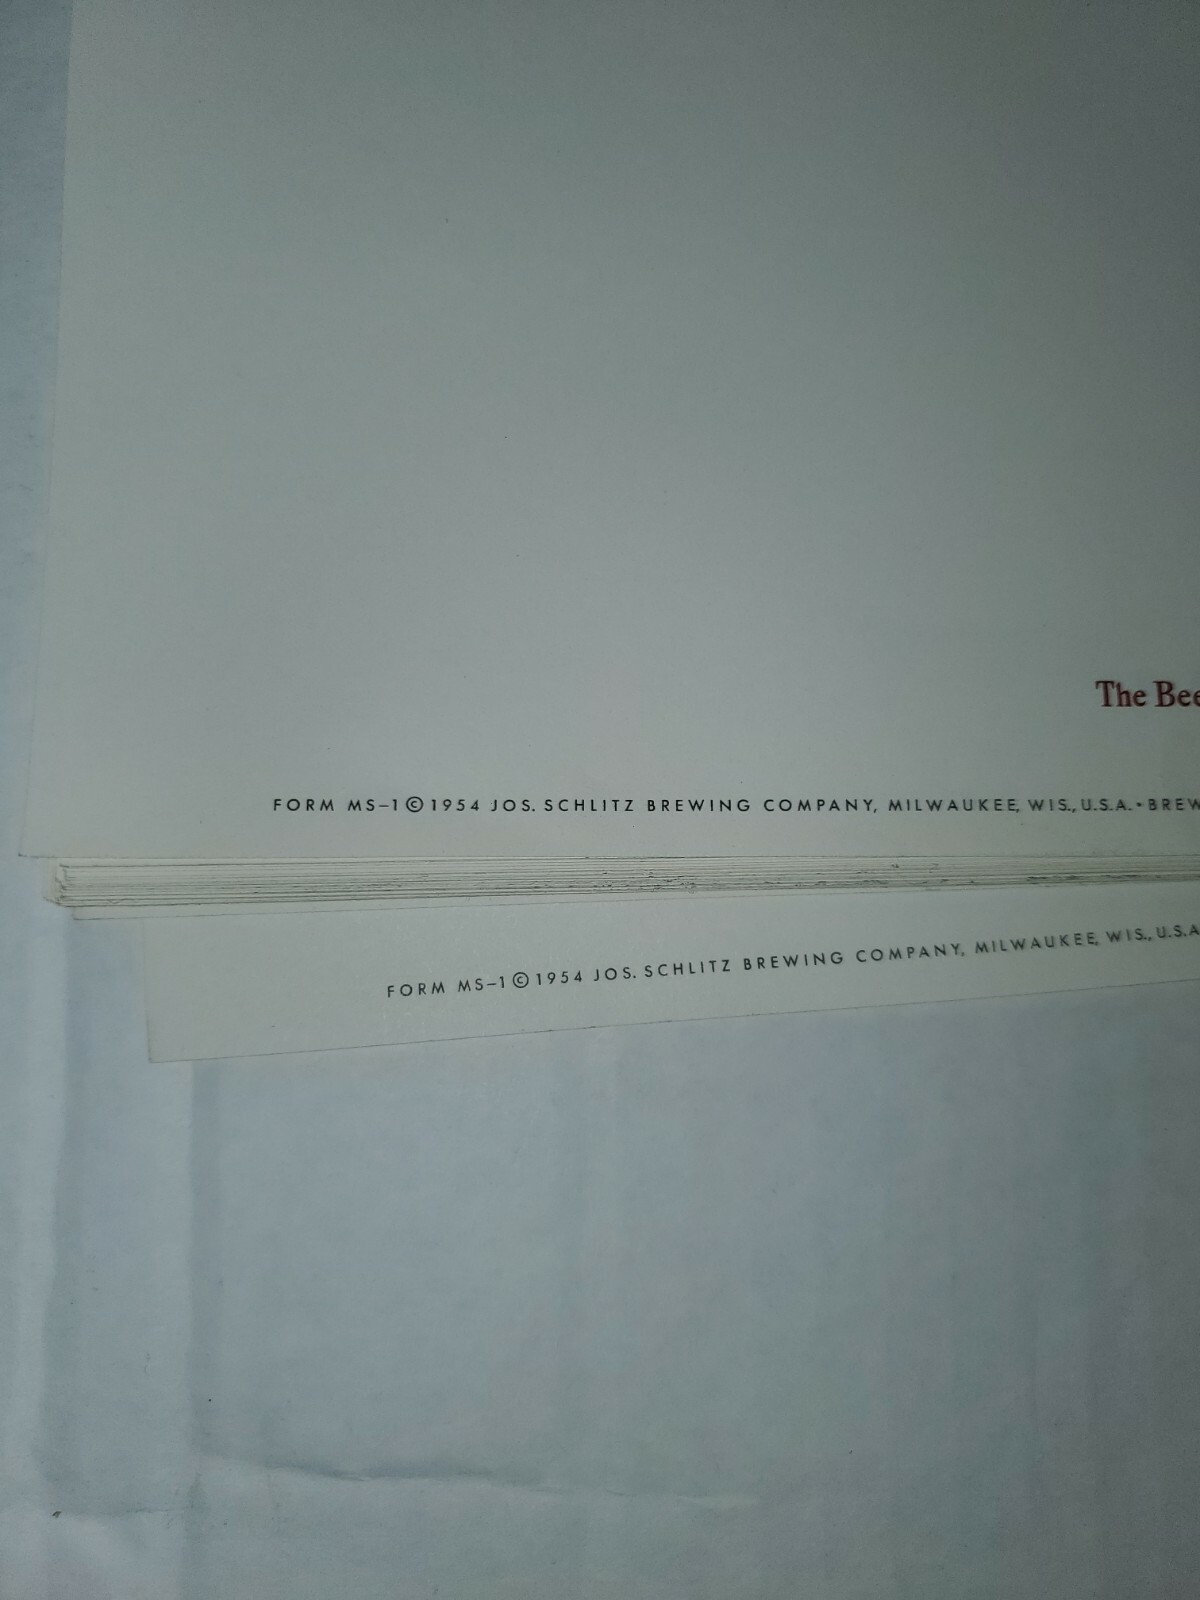 The Bee
FORM MS-1 © 1954 JOS. SCHLITZ BREWING COMPANY, MILWAUKEE, WIS., U.S.A. • BREW
FORM MS-1 © 1954 JOS. SCHLITZ BREWING COMPANY, MILWAUKEE, WIS., U.S.A